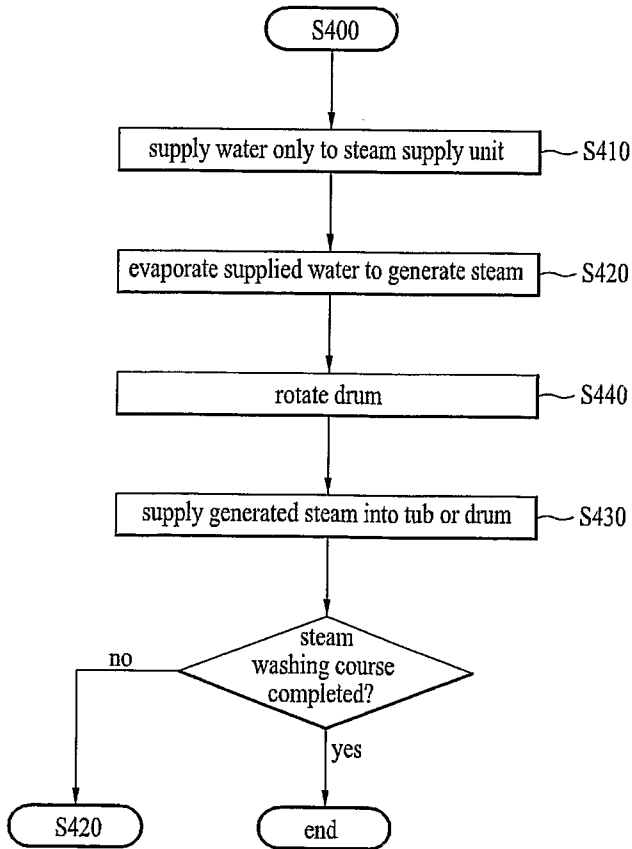 S400
supply water only to steam supply unit
S410
evaporate supplied water to generate steam
S420
rotate drum
S440
supply generated steam into tub or drum
S430
steam
washing course
completed?
no
yes
S420
end